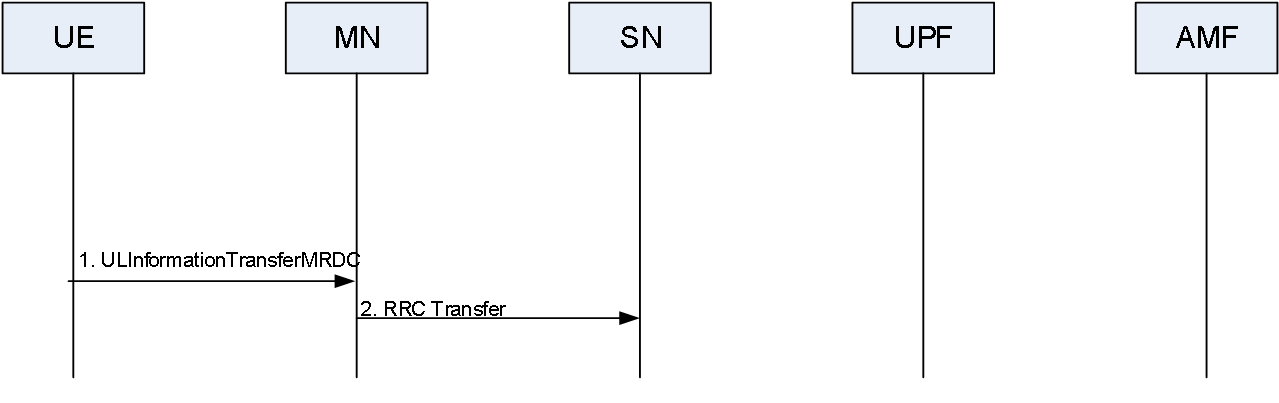 UE
MN
SN
UPF
AMF
1. ULInformationTransferMRDC
2. RRC Transfer